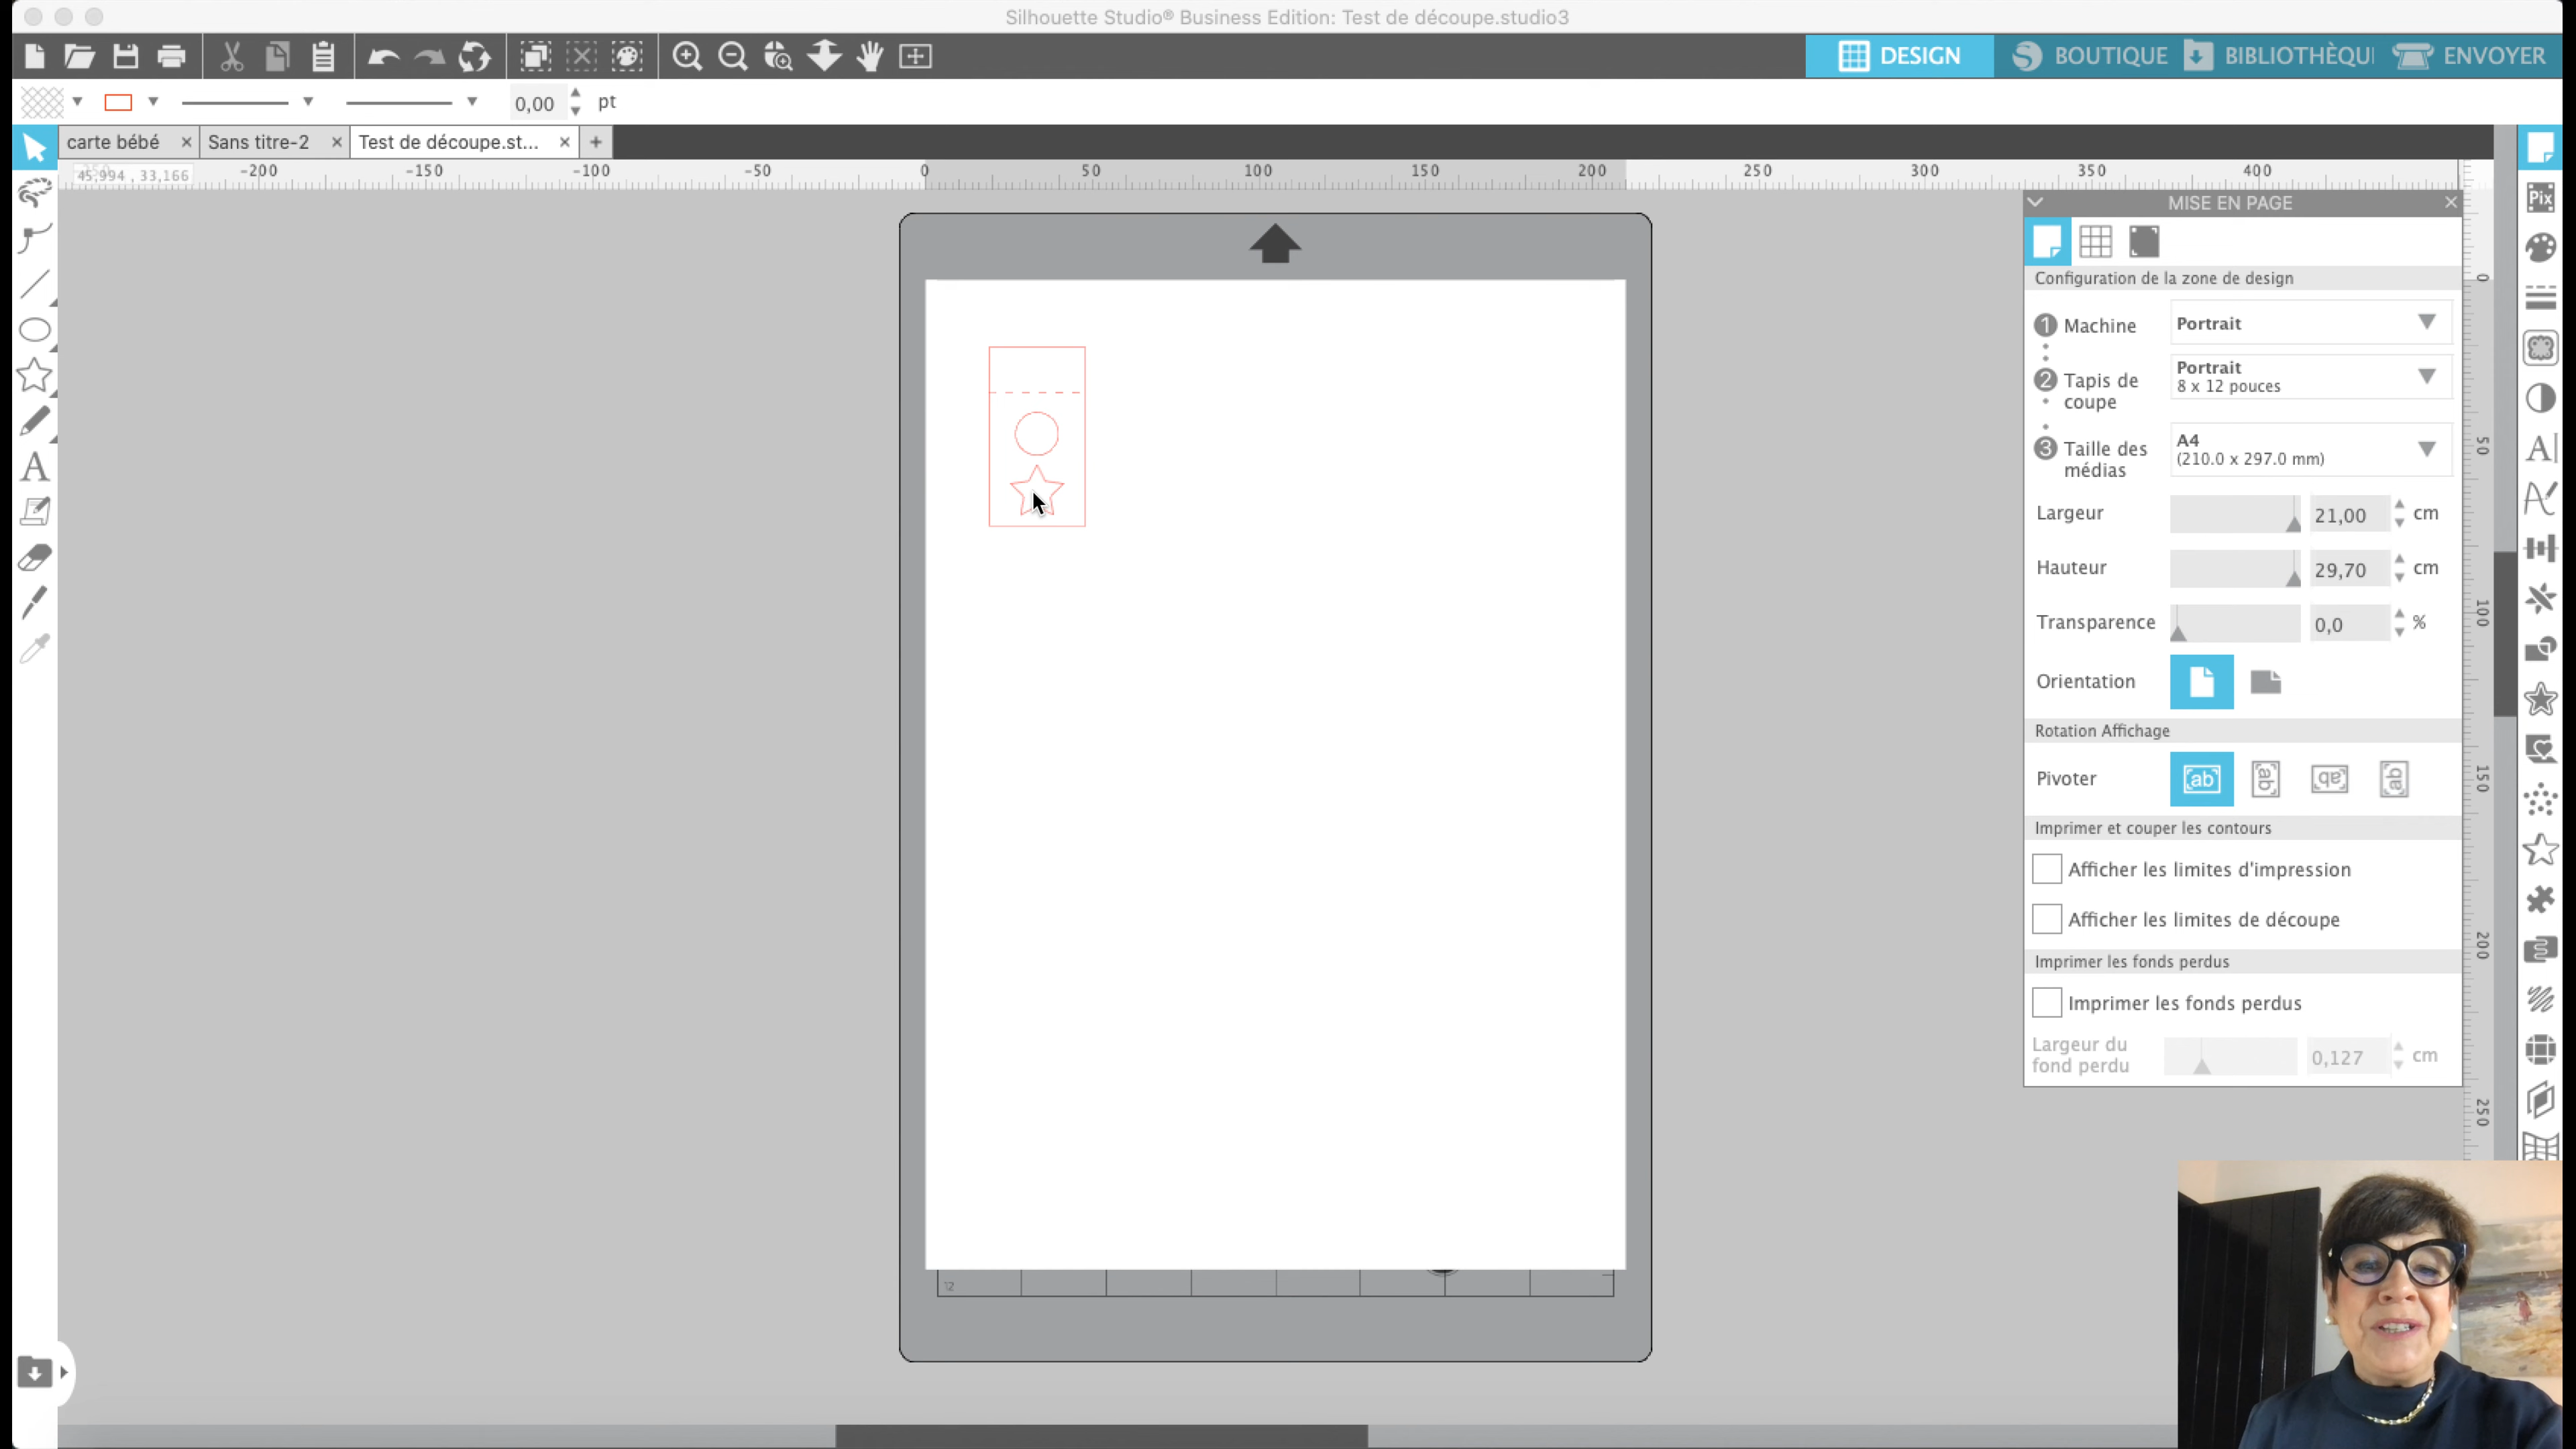 Silhouette Studio® Business Edition: Test de découpe.studio3
DESIGN
BOUTIQUE
BIBLIOTHÈQU
ENVOYER
0,00 pt
carte bébé
Sans titre-2
Test de découpe.st...
45,994 , 33,166
-200 -150 -100 -50 0 50 100 150 200 250 300 350 400
MISE EN PAGE
Pix
Configuration de la zone de design
1 Machine
Portrait
2 Tapis de coupe
Portrait
8 x 12 pouces
3 Taille des médias
A4
(210.0 x 297.0 mm)
Largeur 21,00 cm
Hauteur 29,70 cm
Transparence 0,0 %
Orientation
Rotation Affichage
Pivoter ab ab ab ab
Imprimer et couper les contours
Afficher les limites d'impression
Afficher les limites de découpe
Imprimer les fonds perdus
Imprimer les fonds perdus
Largeur du fond perdu 0,127 cm
0
50
100
150
200
250
A
A
12